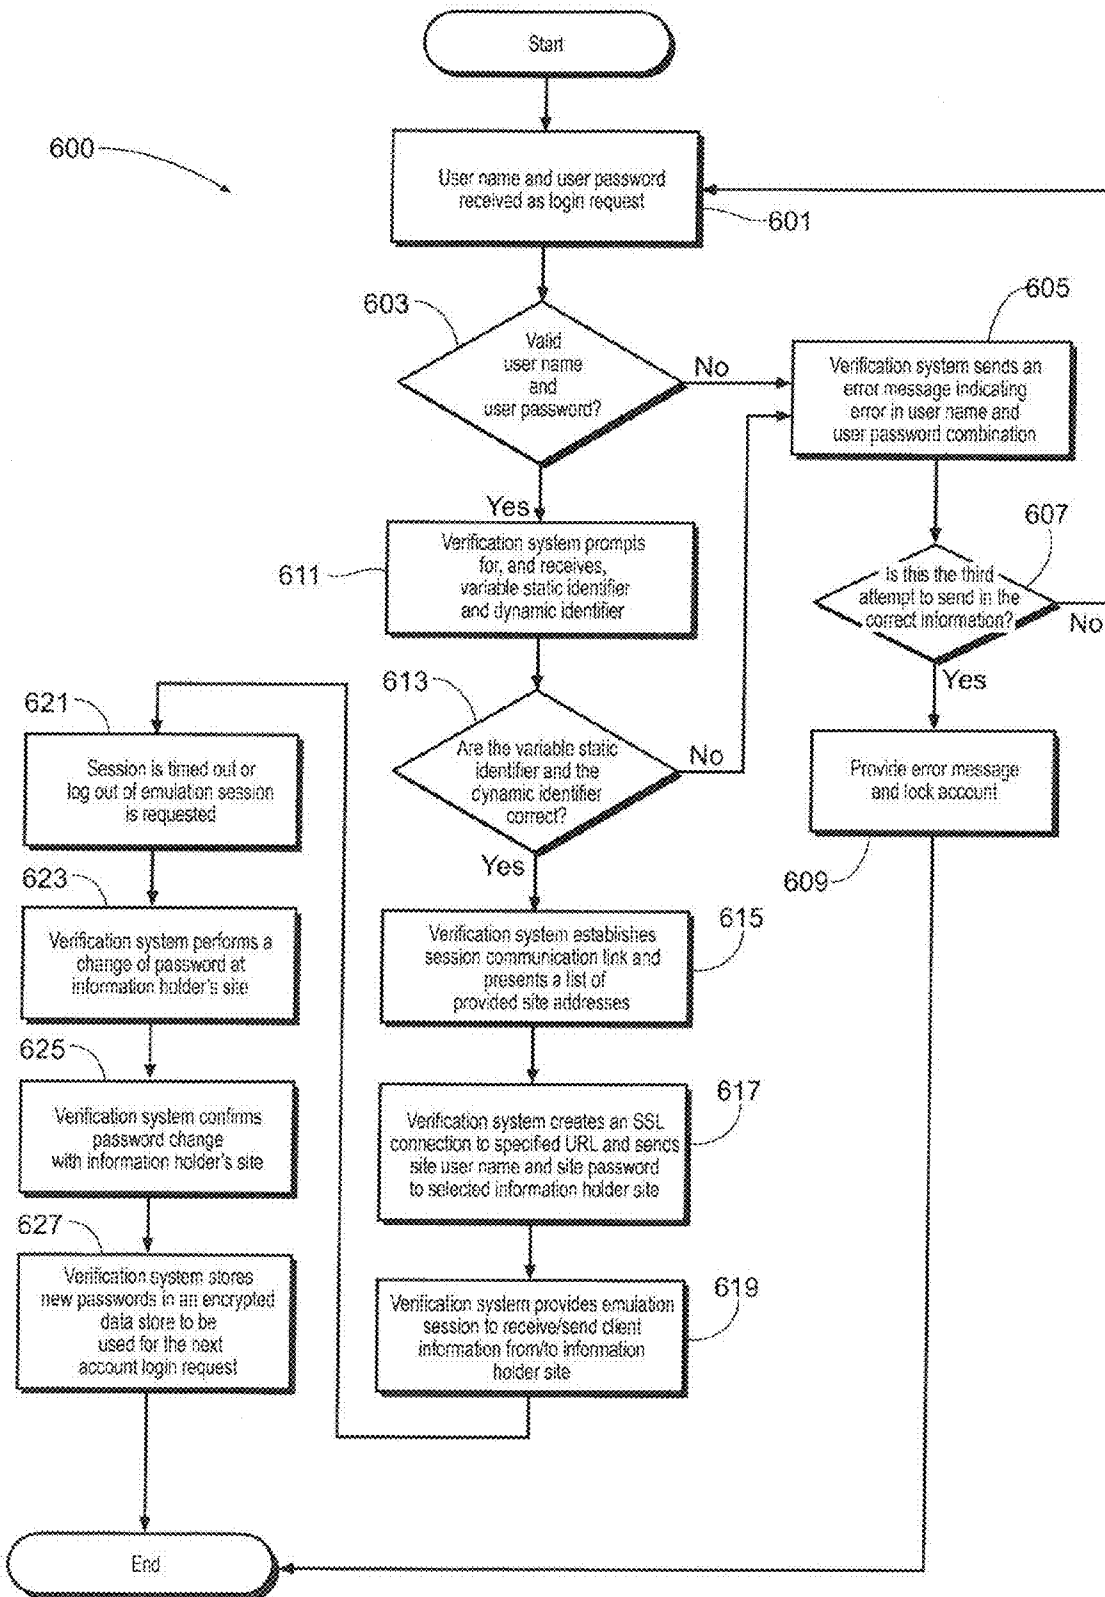 Start
600
User name and user password
received as login request
601
603
Valid
user name
and
user password?
No
605
Verification system sends an
error message indicating
error in user name and
user password combination
Yes
611
Verification system prompts
for, and receives,
variable static identifier
and dynamic identifier
607
Is this the third
attempt to send in the
correct information?
No
Yes
609
Provide error message
and lock account
613
Are the variable static
identifier and the
dynamic identifier
correct?
No
Yes
615
Verification system establishes
session communication link and
presents a list of
provided site addresses
617
Verification system creates an SSL
connection to specified URL and sends
site user name and site password
to selected information holder site
619
Verification system provides emulation
session to receive/send client
information from/to information
holder site
621
Session is timed out or
log out of emulation session
is requested
623
Verification system performs a
change of password at
information holder's site
625
Verification system confirms
password change
with information holder's site
627
Verification system stores
new passwords in an encrypted
data store to be
used for the next
account login request
End